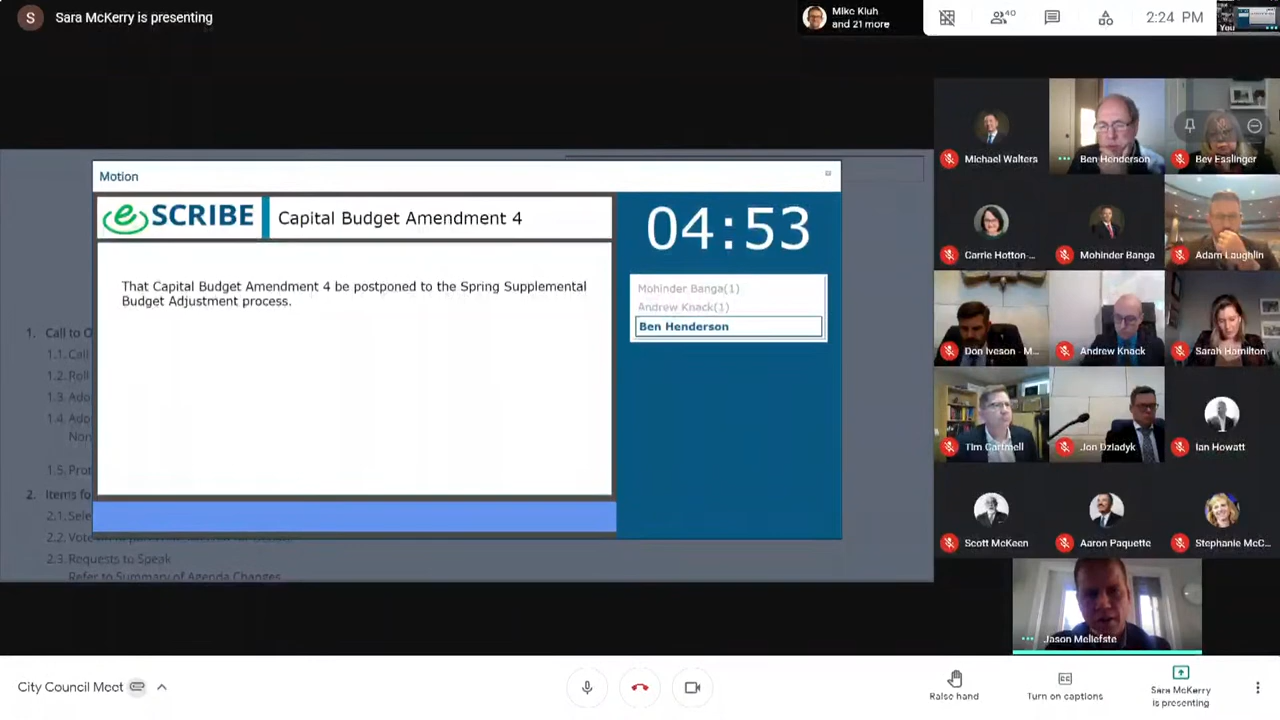 S
Sara McKerry is presenting
Mike Kluh
and 21 more
40
2:24 PM
You
Motion
eSCRIBE
Capital Budget Amendment 4
That Capital Budget Amendment 4 be postponed to the Spring Supplemental
Budget Adjustment process.
04:53
Mohinder Banga(1)
Andrew Knack(1)
Ben Henderson
1. Call to O
1.1. Call
1.2. Roll
1.3. Ado
1.4. Ado
Non
1.5. Pro
2. Items fo
2.1. Sele
2.2. Vote
2.3. Requests to Speak
Refer to Summary of Agenda Changes
Michael Walters
Ben Henderson
Bev Esslinger
Carrie Hotton-...
Mohinder Banga
Adam Laughlin
Don Iveson - M...
Andrew Knack
Sarah Hamilton
Tim Cartmell
Jon Dziadyk
Ian Howatt
Scott McKeen
Aaron Paquette
Stephanie McC...
Jason Meliefste
City Council Meet
Raise hand
Turn on captions
Sara McKerry
is presenting